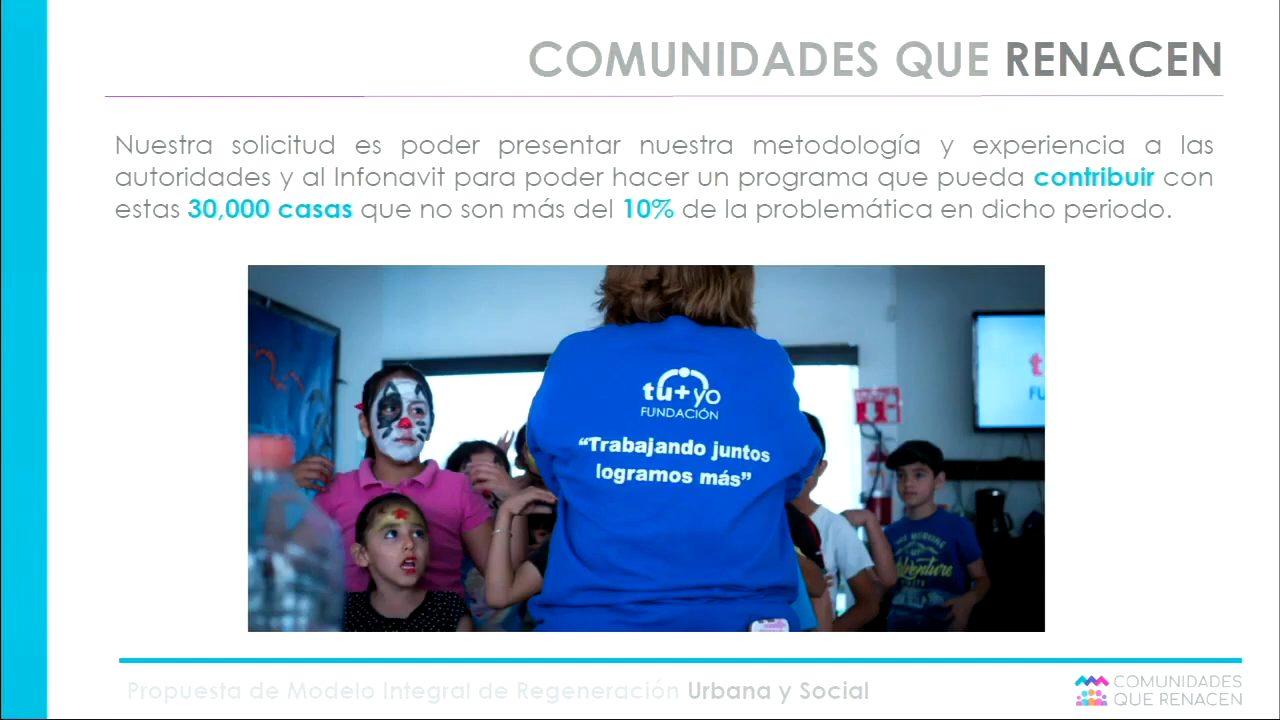 COMUNIDADES QUE RENACEN
Nuestra solicitud es poder presentar nuestra metodología y experiencia a las
autoridades y al Infonavit para poder hacer un programa que pueda contribuir con
estas 30,000 casas que no son más del 10% de la problemática en dicho periodo.
tu+yo
FUNDACIÓN
“Trabajando juntos
logramos más”
Adventure
Propuesta de Modelo Integral de Regeneración Urbana y Social
COMUNIDADES
QUE RENACEN